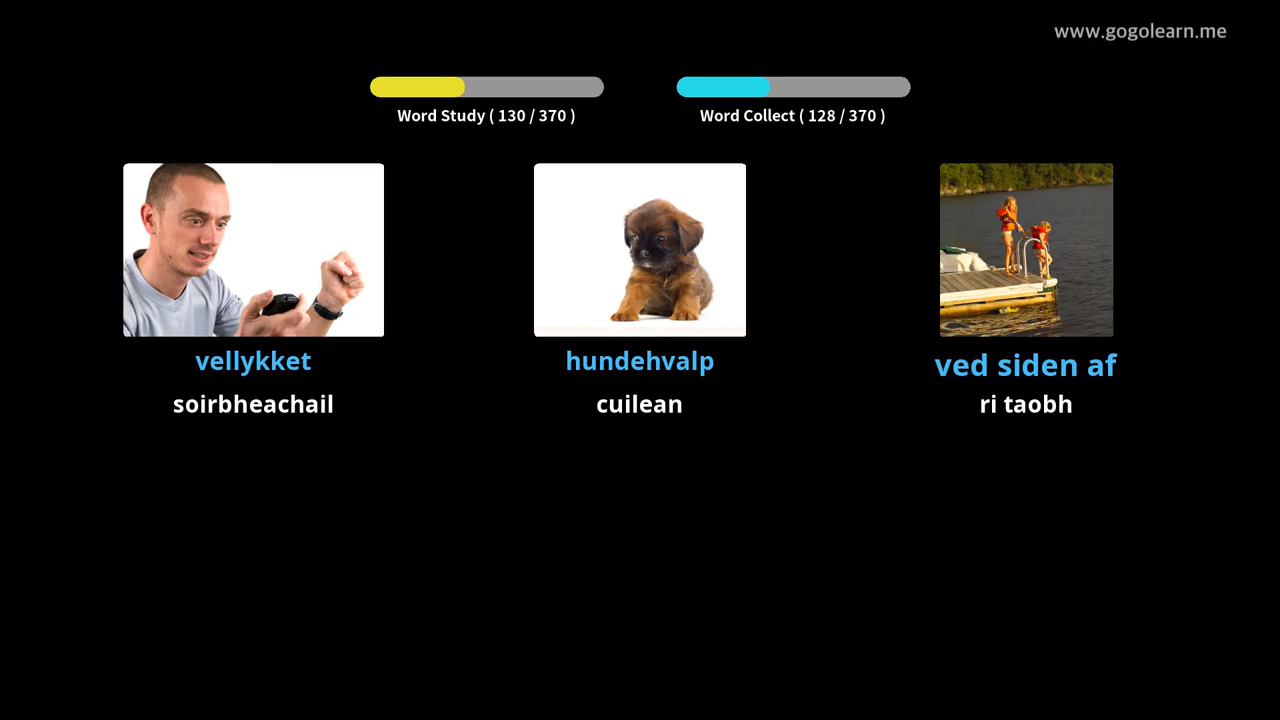 www.gogolearn.me
Word Study ( 130 / 370 )
Word Collect ( 128 / 370 )
vellykket
hundehvalp
ved siden af
soirbheachail
cuilean
ri taobh